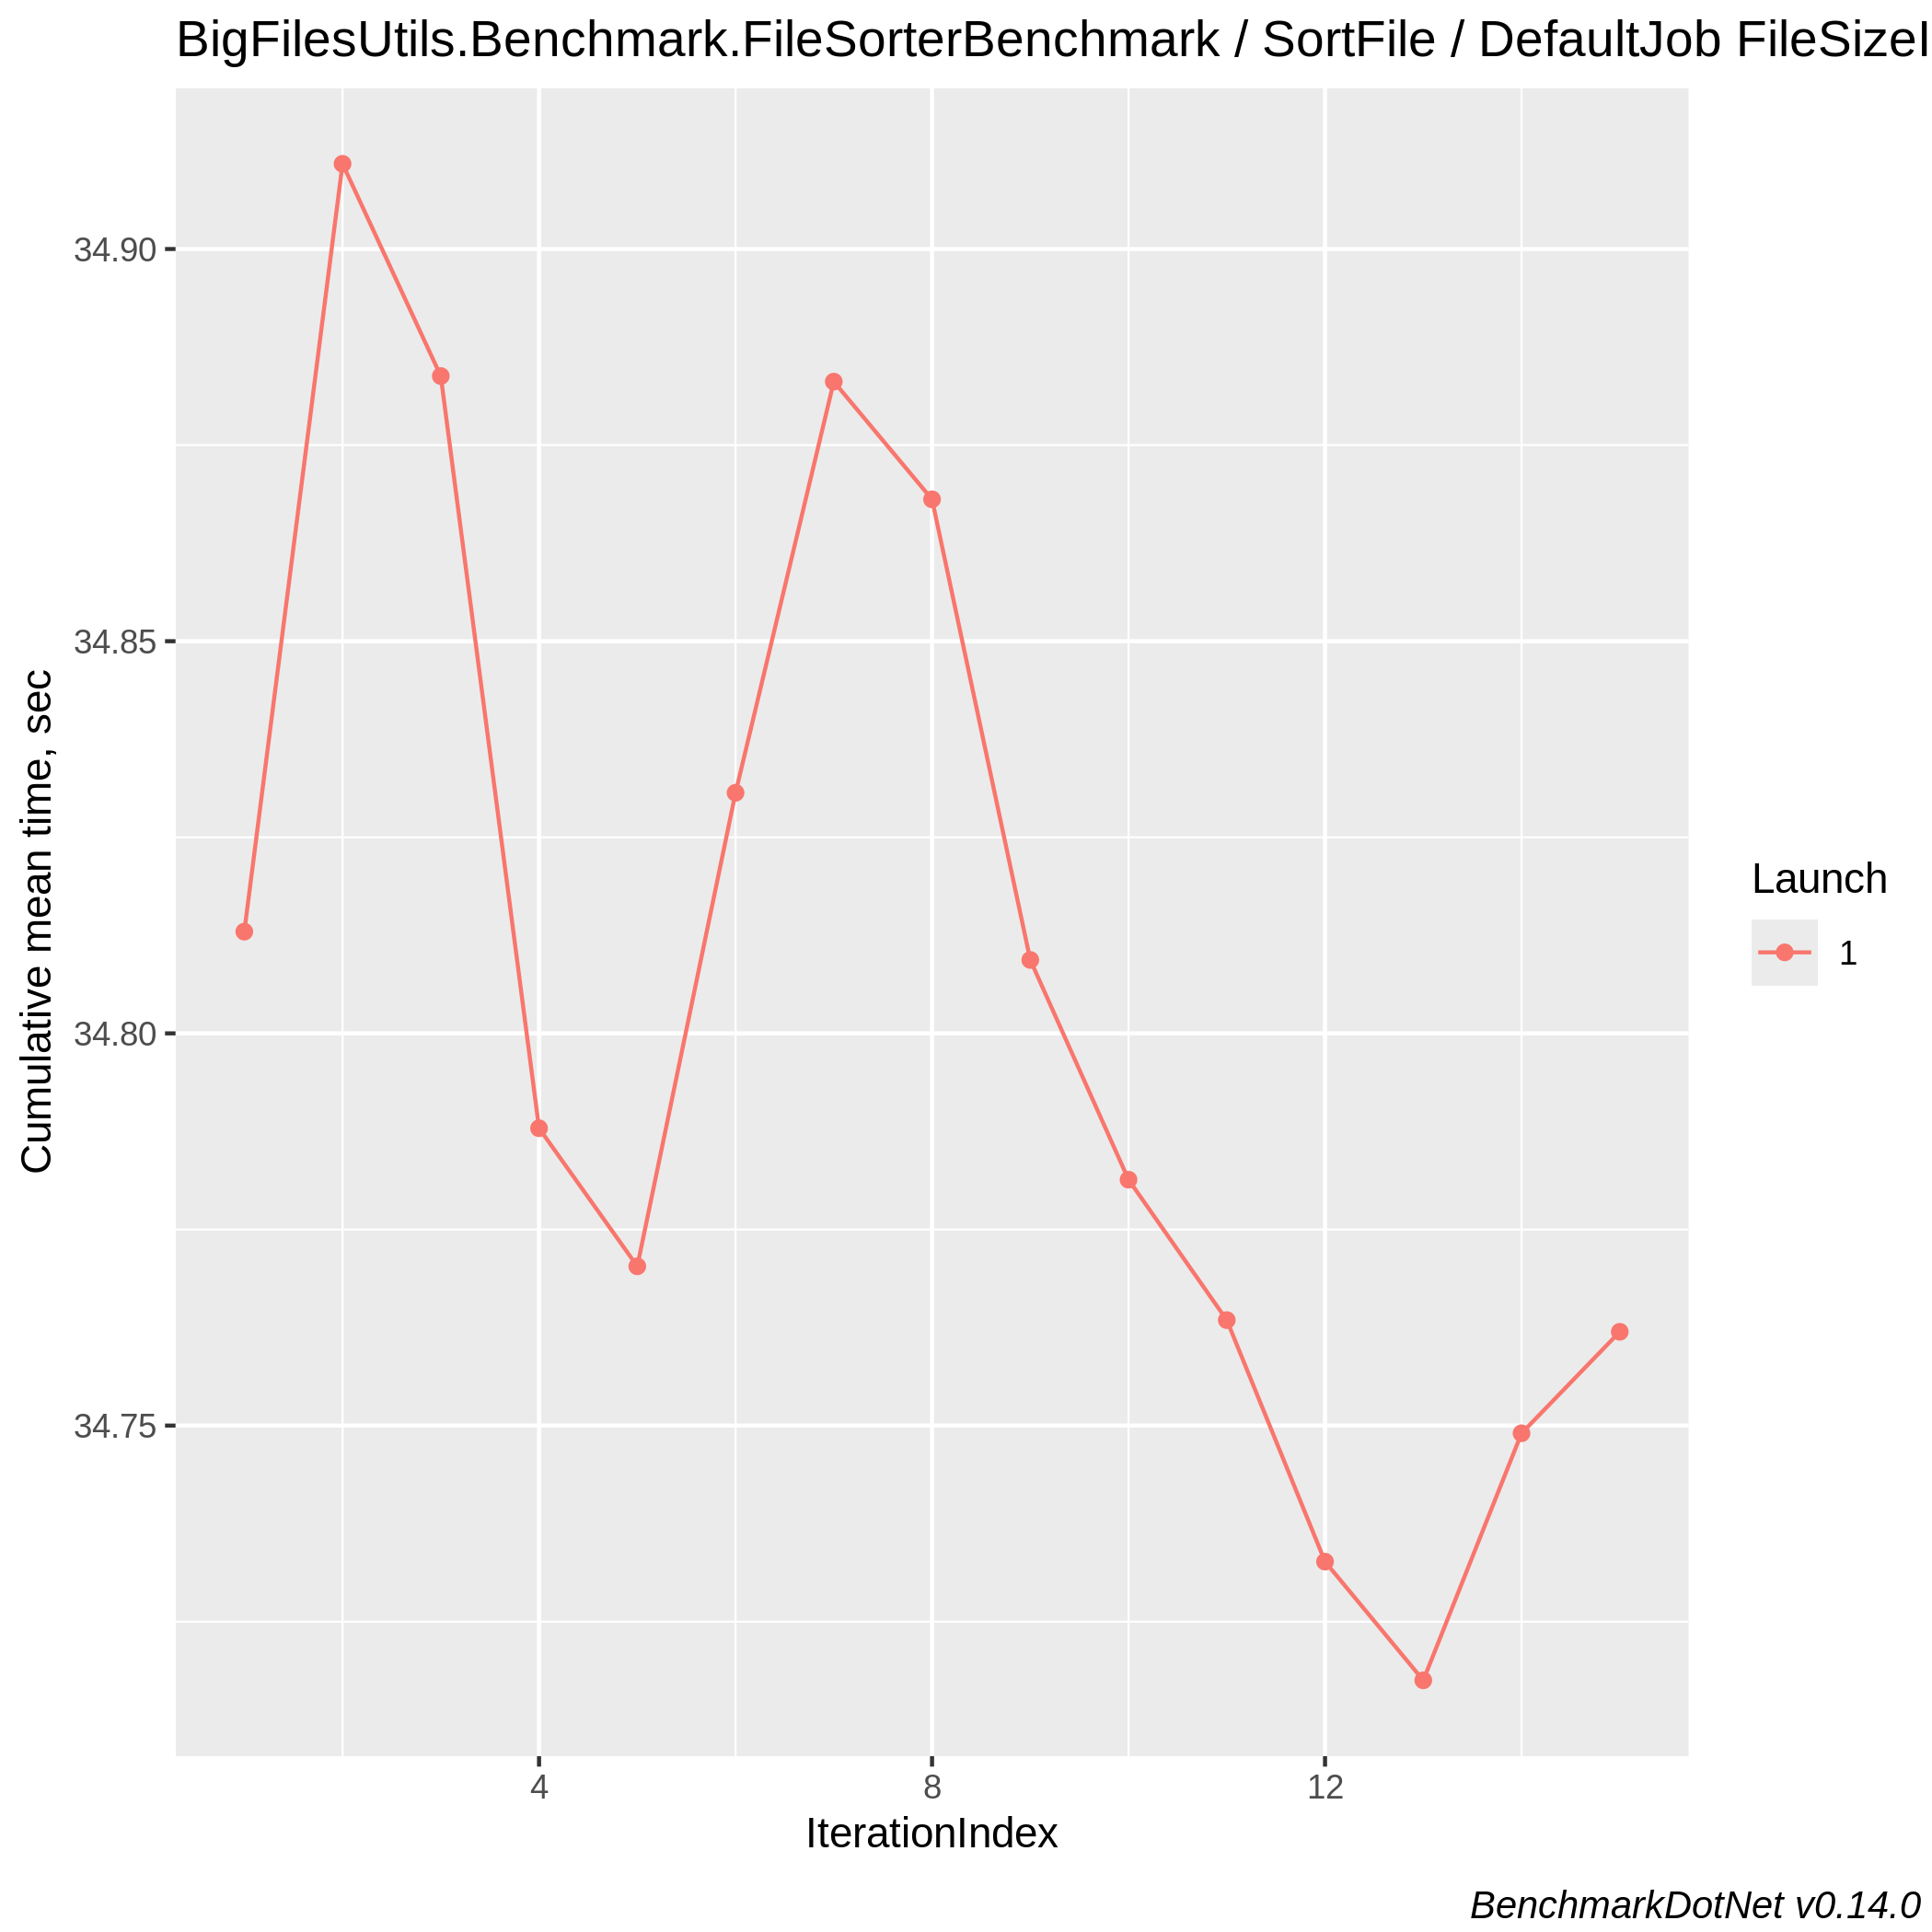 BigFilesUtils.Benchmark.FileSorterBenchmark / SortFile / DefaultJob FileSizeI
34.90
34.85
34.80
34.75
Cumulative mean time, sec
4
8
12
IterationIndex
Launch
1
BenchmarkDotNet v0.14.0